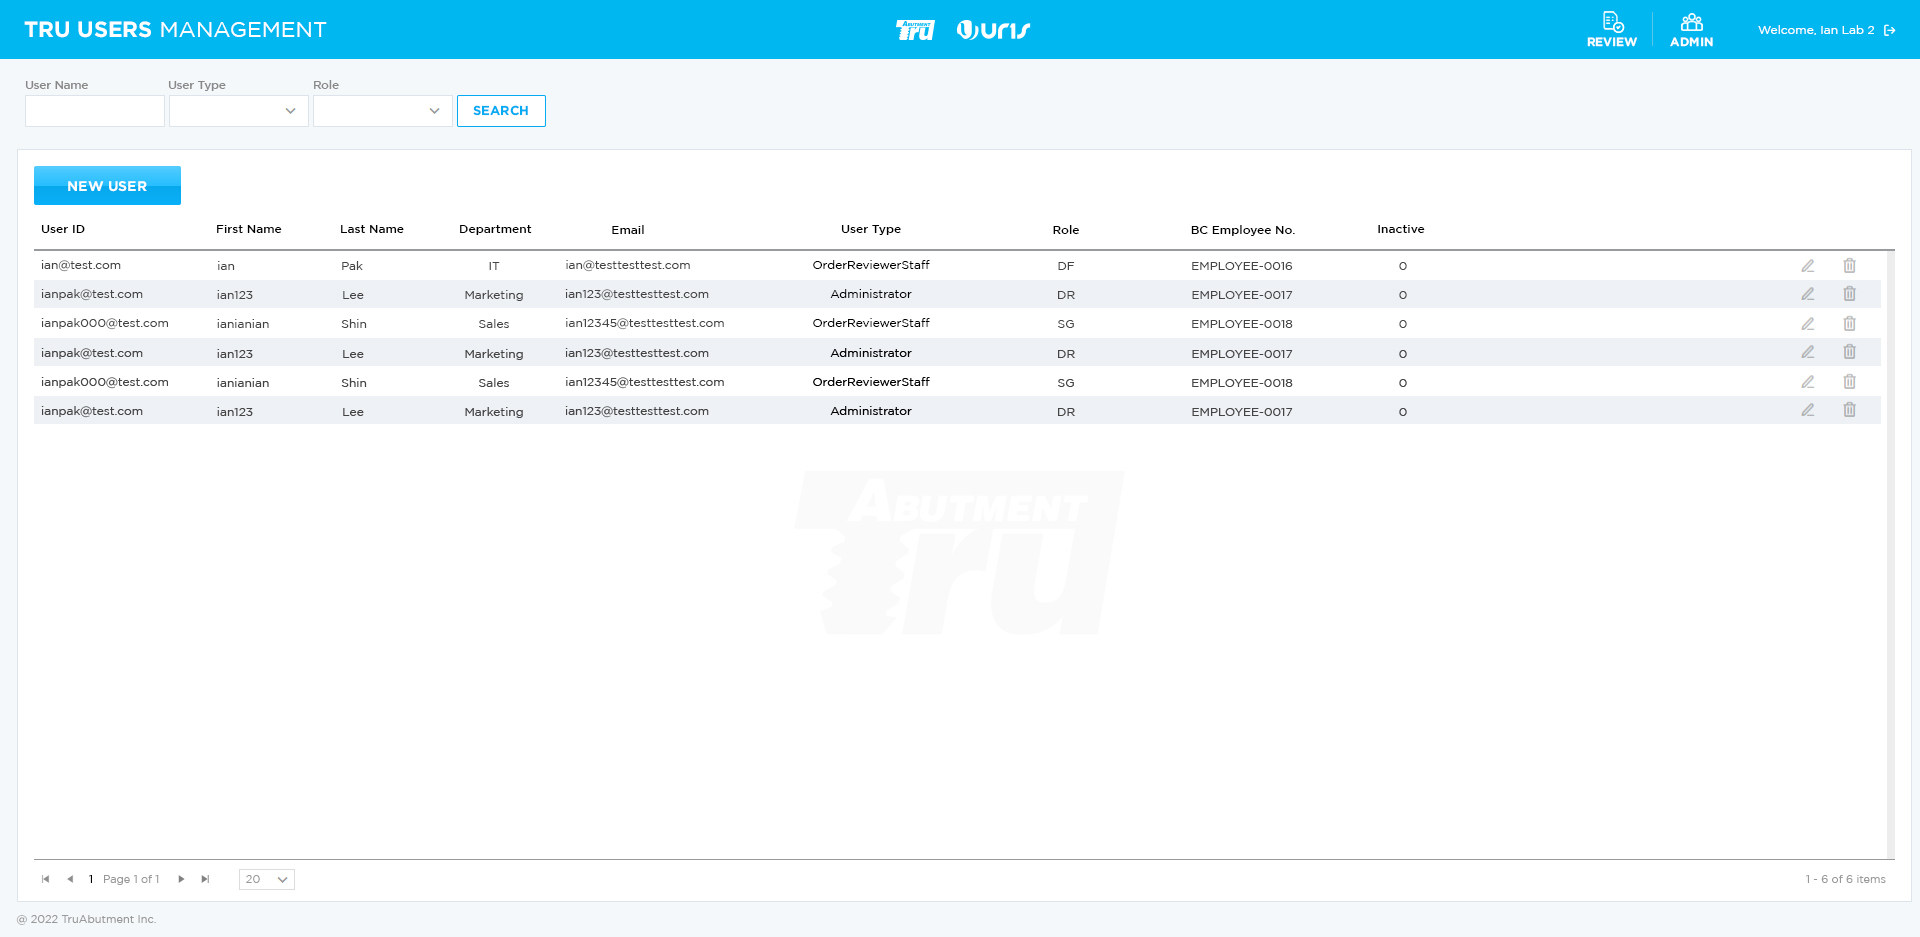 TRU USERS MANAGEMENT
ABUTMENT Tru uris
REVIEW ADMIN Welcome, Ian Lab 2
User Name User Type Role
SEARCH
NEW USER
User ID First Name Last Name Department Email User Type Role BC Employee No. Inactive
ian@test.com ian Pak IT ian@testtesttest.com OrderReviewerStaff DF EMPLOYEE-0016 0
ianpak@test.com ian123 Lee Marketing ian123@testtesttest.com Administrator DR EMPLOYEE-0017 0
ianpak000@test.com ianianian Shin Sales ian12345@testtesttest.com OrderReviewerStaff SG EMPLOYEE-0018 0
ianpak@test.com ian123 Lee Marketing ian123@testtesttest.com Administrator DR EMPLOYEE-0017 0
ianpak000@test.com ianianian Shin Sales ian12345@testtesttest.com OrderReviewerStaff SG EMPLOYEE-0018 0
ianpak@test.com ian123 Lee Marketing ian123@testtesttest.com Administrator DR EMPLOYEE-0017 0
ABUTMENT
Tru
1 Page 1 of 1 20 1 - 6 of 6 items
@ 2022 TruAbutment Inc.